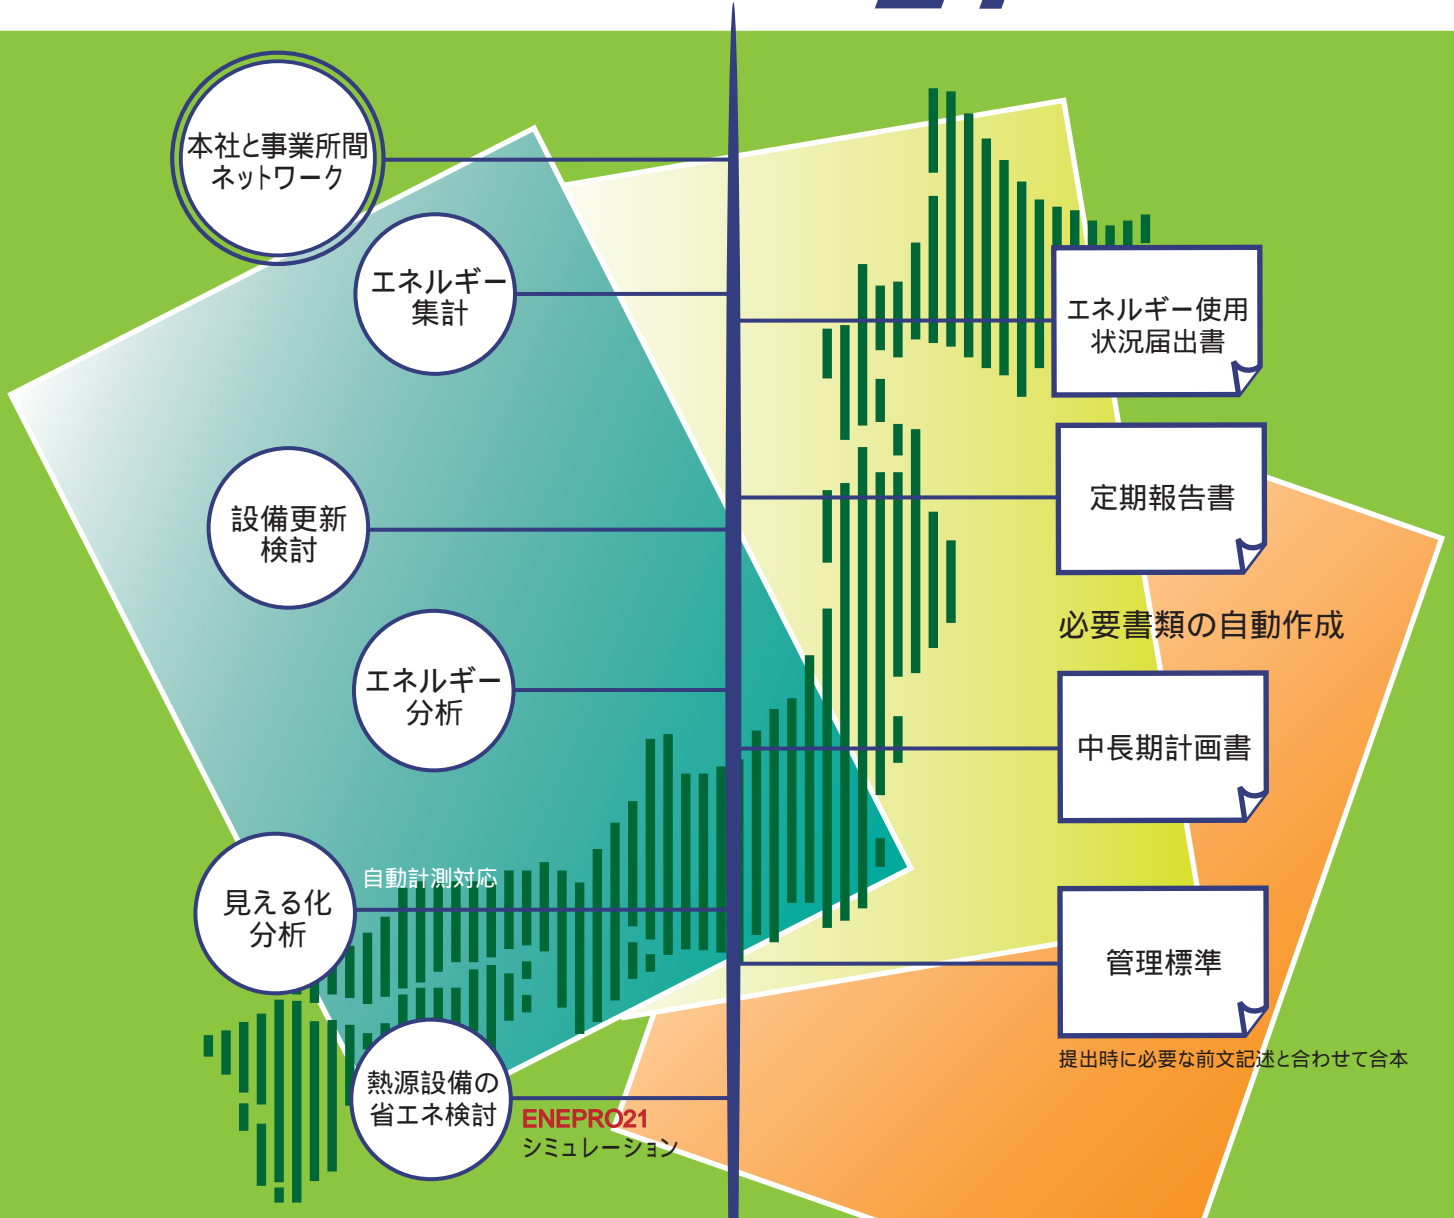 本社と事業所間
ネットワーク
エネルギー
集計
設備更新
検討
エネルギー
分析
見える化
分析
自動計測対応
熱源設備の
省エネ検討
ENEPRO21
シミュレーション
エネルギー使用
状況届出書
定期報告書
必要書類の自動作成
中長期計画書
管理標準
提出時に必要な前文記述と合わせて合本